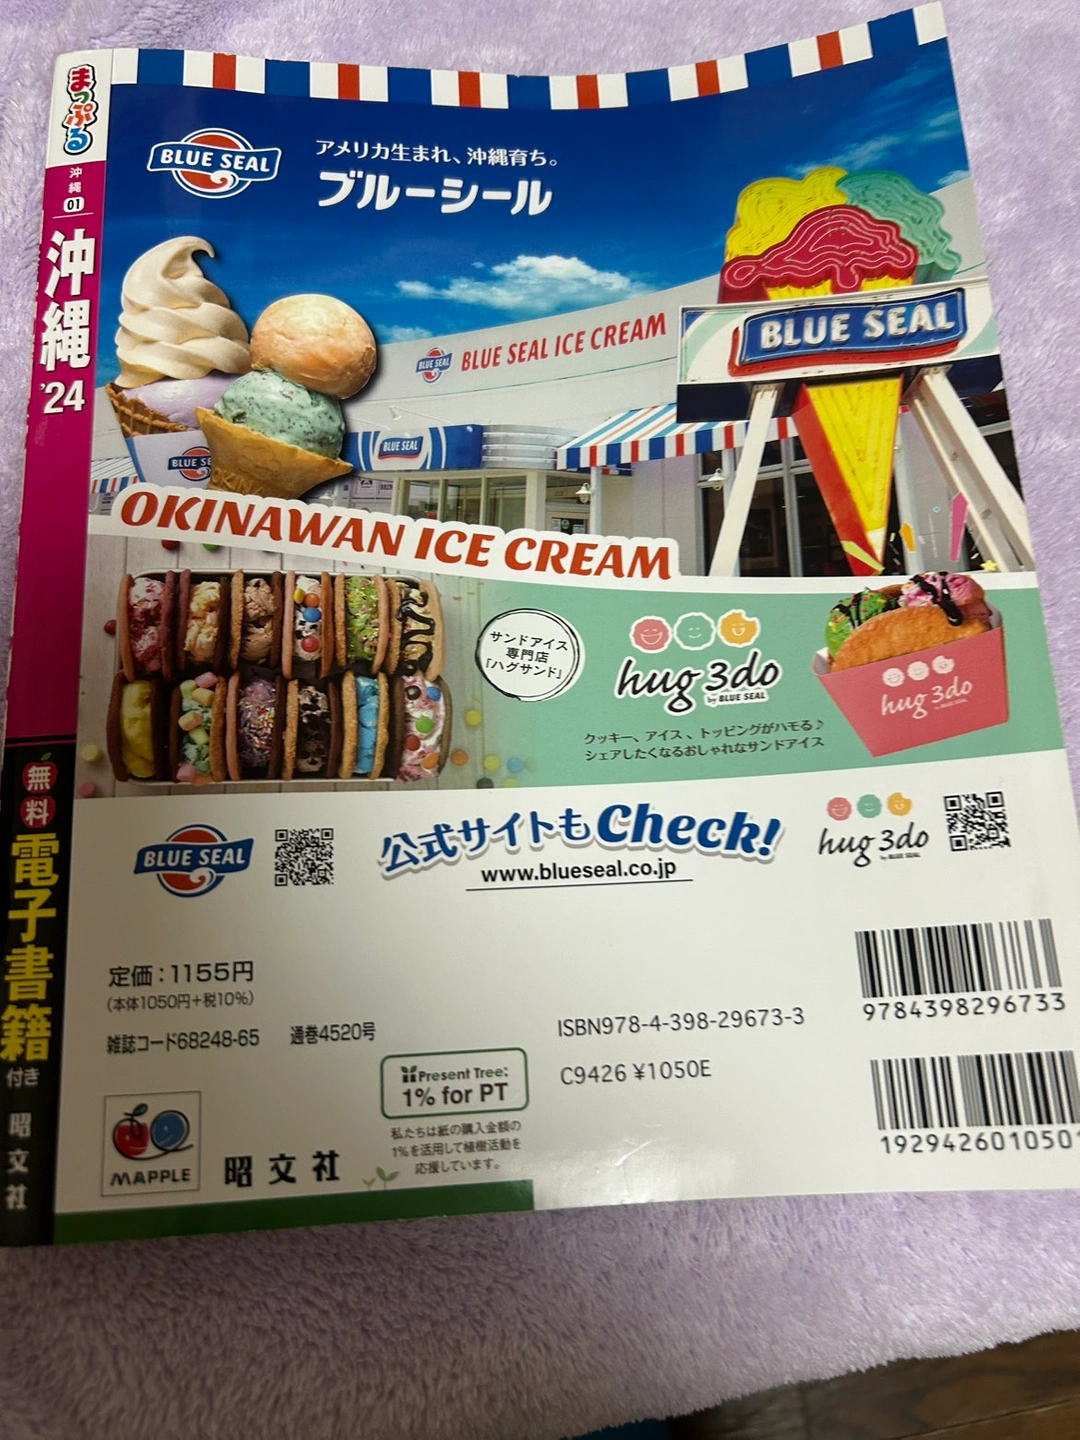 まっぷる
沖縄
01
沖縄
'24
無料
電子書籍
付き
昭文社
BLUE SEAL
アメリカ生まれ、沖縄育ち。
ブルーシール
BLUE SEAL
BLUE SEAL ICE CREAM
BLUE SEAL
BLUE SEAL
OKINAWAN ICE CREAM
サンドアイス
専門店
「ハグサンド」
hug 3do
by BLUE SEAL
クッキー、アイス、トッピングがハモる♪
シェアしたくなるおしゃれなサンドアイス
hug 3do
by BLUE SEAL
BLUE SEAL
公式サイトもCheck!
www.blueseal.co.jp
hug 3do
by BLUE SEAL
定価:1155円
(本体1050円+税10%)
雑誌コード68248-65 通巻4520号
ISBN978-4-398-29673-3
C9426 ¥1050E
9784398296733
192942601050
Present Tree:
1% for PT
私たちは紙の購入金額の
1%を活用して植樹活動を
応援しています。
MAPPLE
昭文社